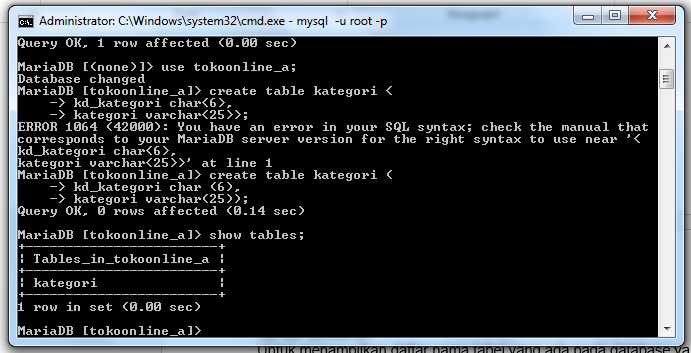 Administrator: C:\Windows\system32\cmd.exe - mysql -u root -p
Query OK, 1 row affected (0.00 sec)
MariaDB [(none)]> use tokoonline_a;
Database changed
MariaDB [tokoonline_a]> create table kategori (
-> kd_kategori char(6),
-> kategori varchar(25));
ERROR 1064 (42000): You have an error in your SQL syntax; check the manual that
corresponds to your MariaDB server version for the right syntax to use near '(
kd_kategori char(6),
kategori varchar(25))' at line 1
MariaDB [tokoonline_a]> create table kategori (
-> kd_kategori char (6),
-> kategori varchar(25));
Query OK, 0 rows affected (0.14 sec)
MariaDB [tokoonline_a]> show tables;
+------------------------+
| Tables_in_tokoonline_a |
+------------------------+
| kategori |
+------------------------+
1 row in set (0.00 sec)
MariaDB [tokoonline_a]>
Untuk menampilkan daftar nama tabel yang ada pada database